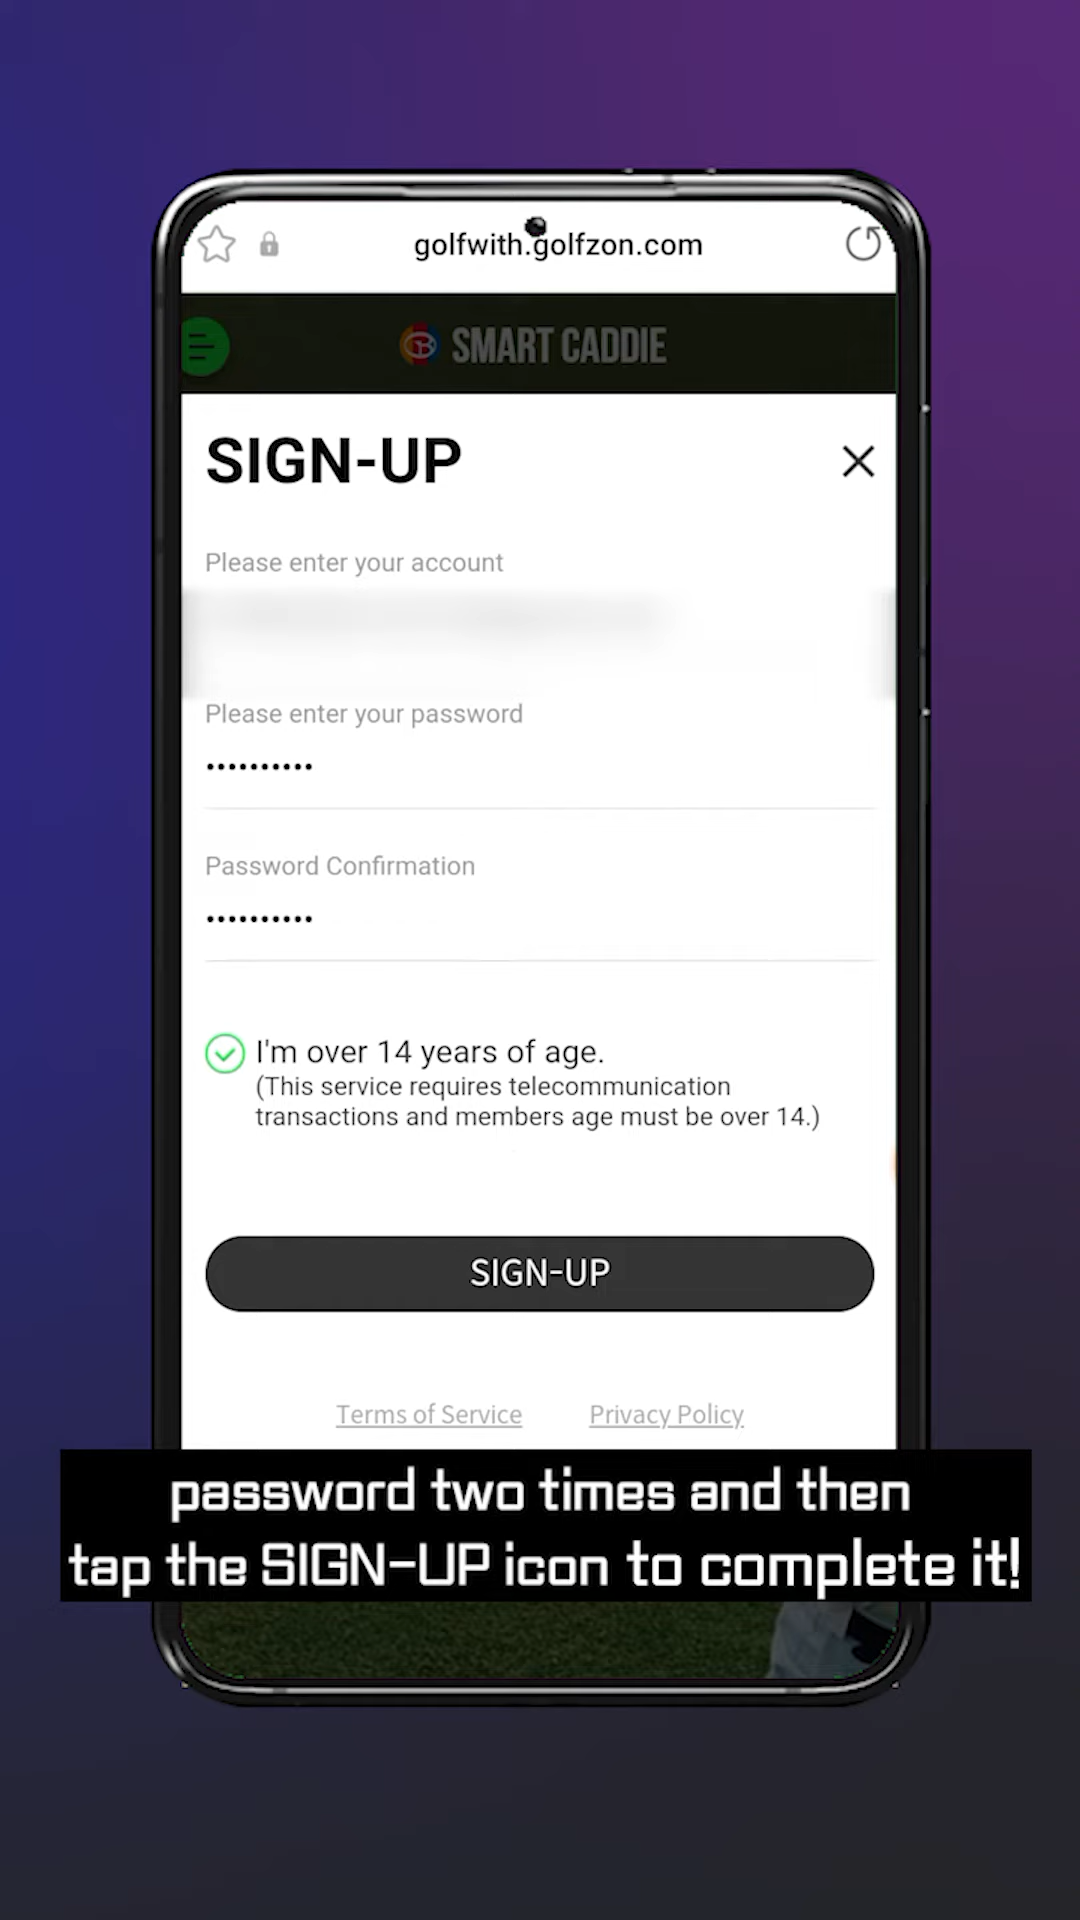 golfwith.golfzon.com
SMART CADDIE
SIGN-UP
Please enter your account
Please enter your password
••••••••••
Password Confirmation
••••••••••
I'm over 14 years of age.
(This service requires telecommunication
transactions and members age must be over 14.)
SIGN-UP
Terms of Service Privacy Policy
password two times and then
tap the SIGN-UP icon to complete it!